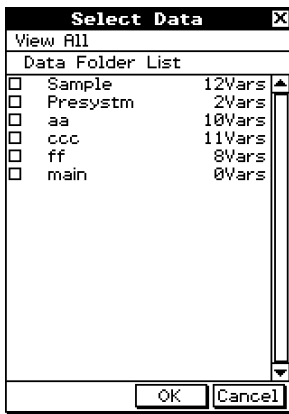 Select Data
View All
Data Folder List
Sample 12Vars
Presystm 2Vars
aa 10Vars
ccc 11Vars
ff 8Vars
main 0Vars
OK Cancel